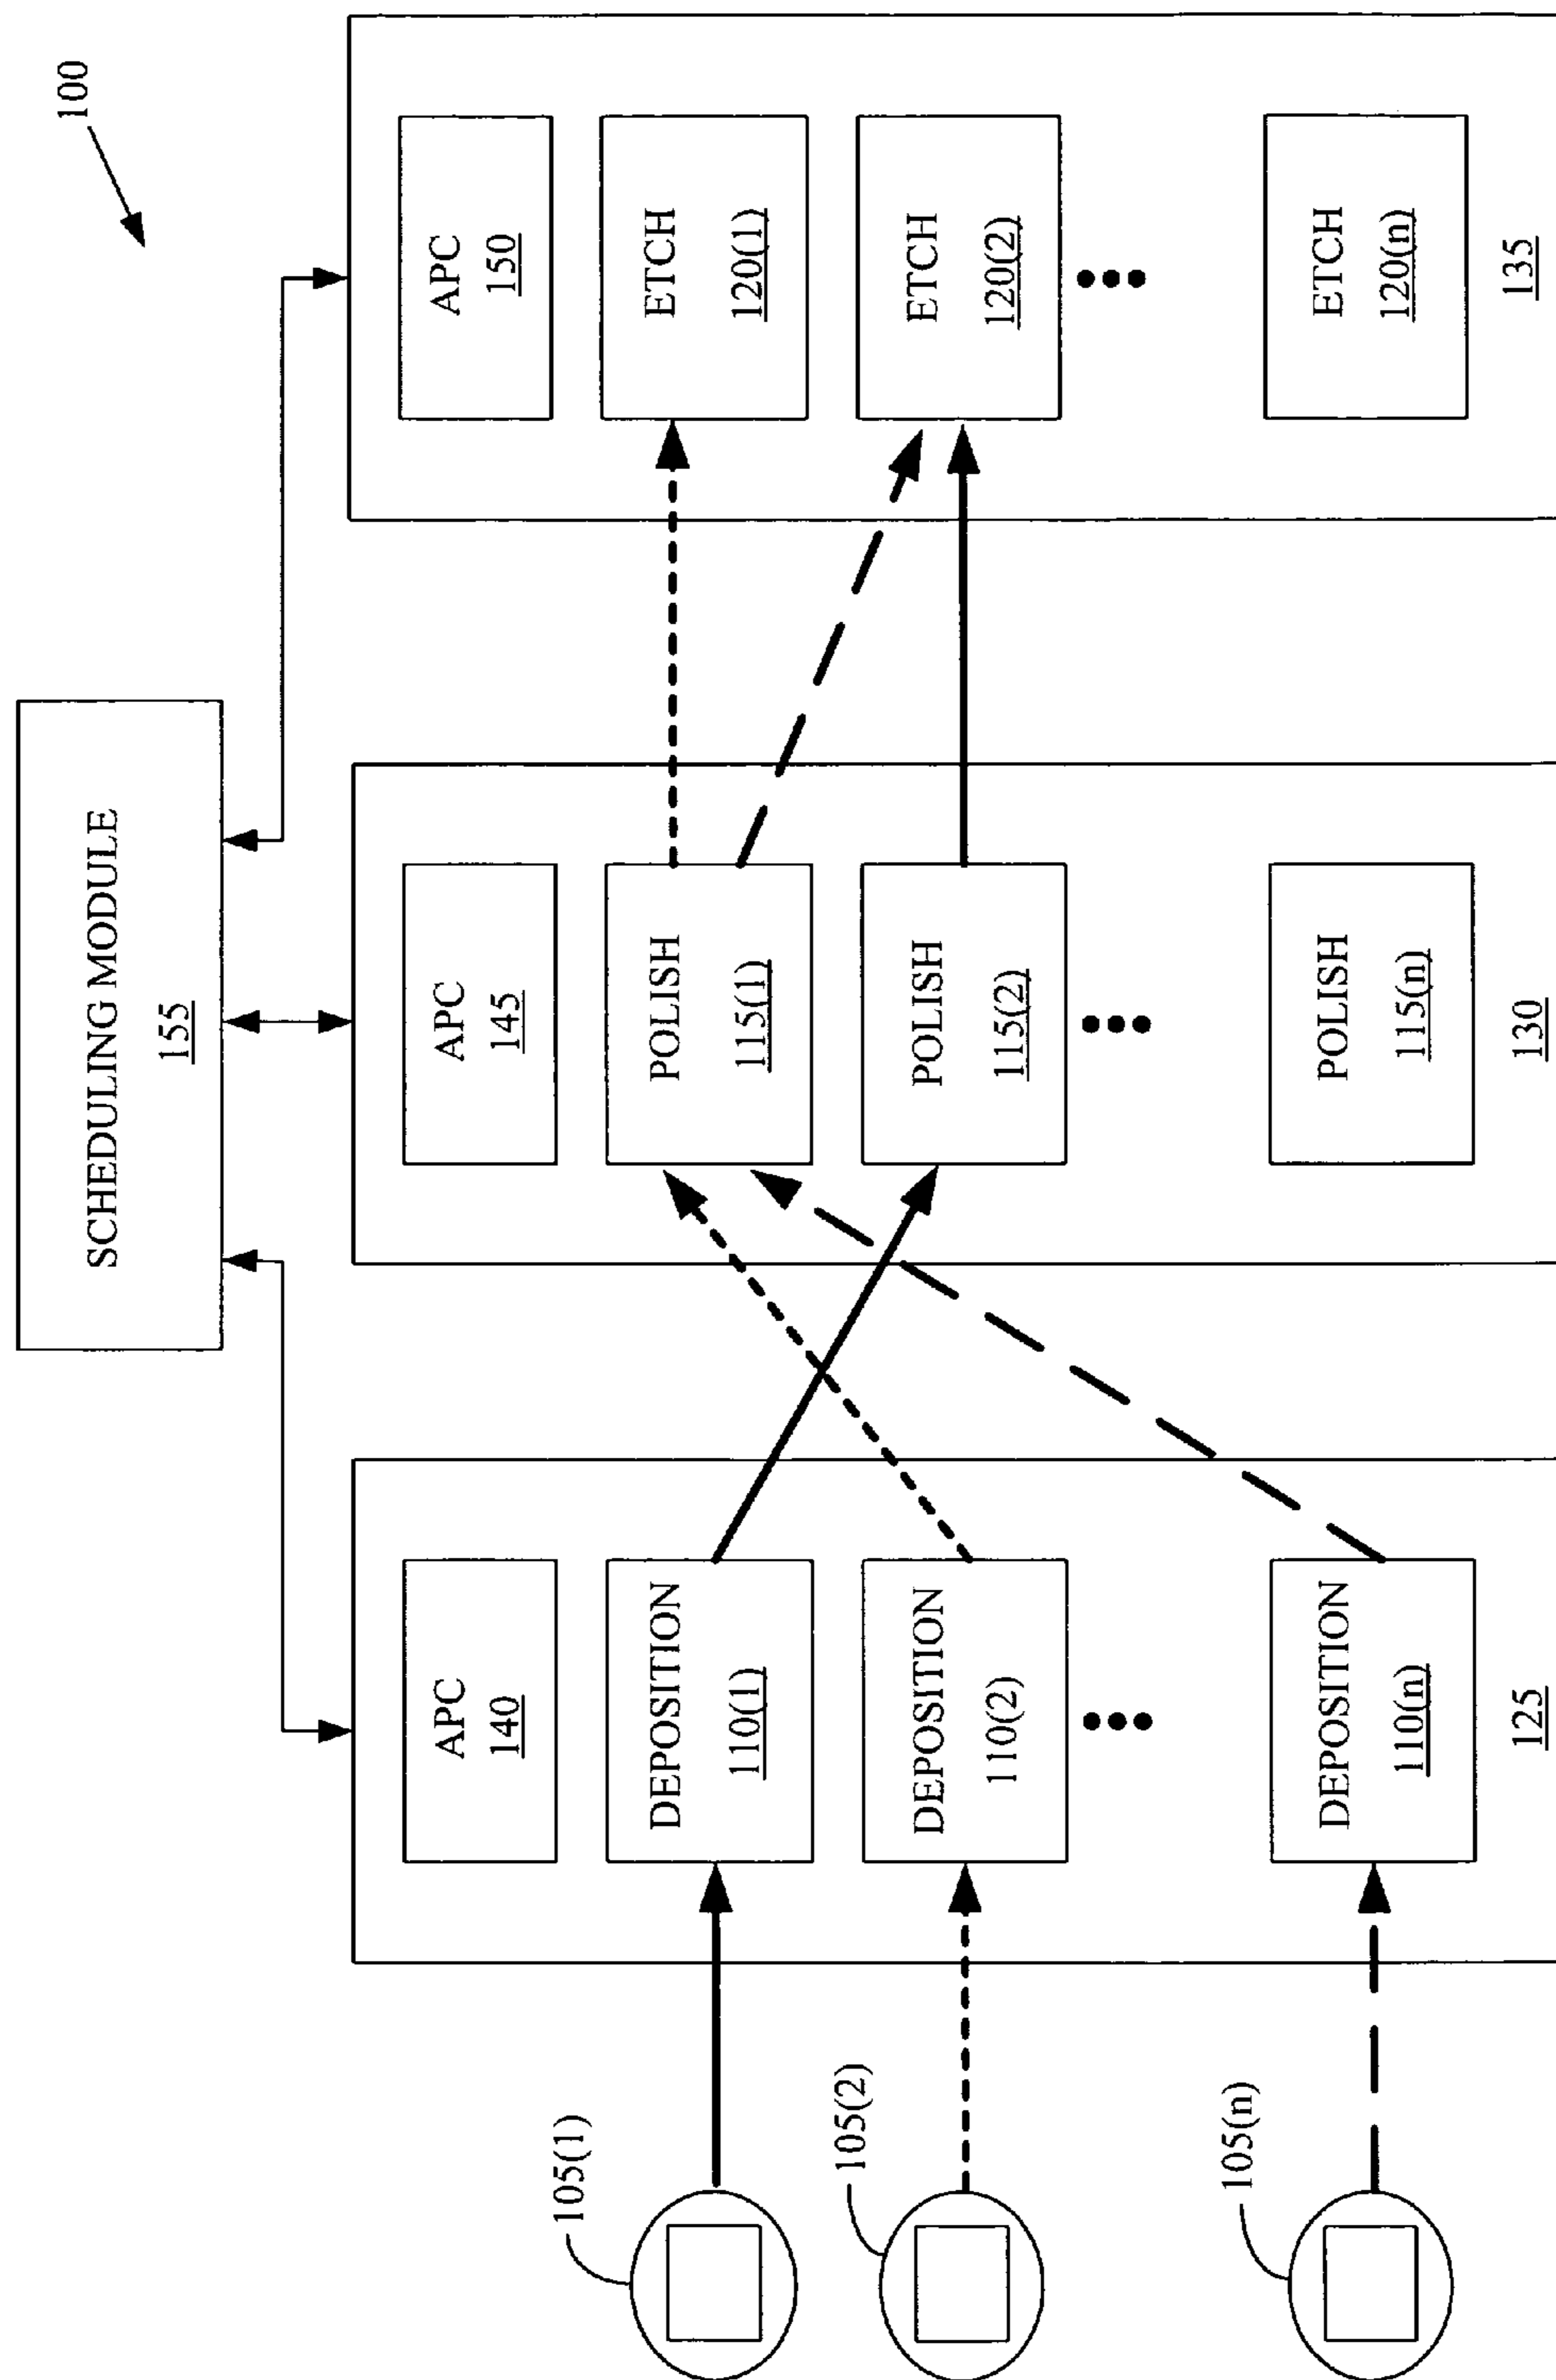 100
SCHEDULING MODULE
155
APC
140
DEPOSITION
110(1)
DEPOSITION
110(2)
DEPOSITION
110(n)
125
APC
145
POLISH
115(1)
POLISH
115(2)
POLISH
115(n)
130
APC
150
ETCH
120(1)
ETCH
120(2)
ETCH
120(n)
135
105(1)
105(2)
105(n)